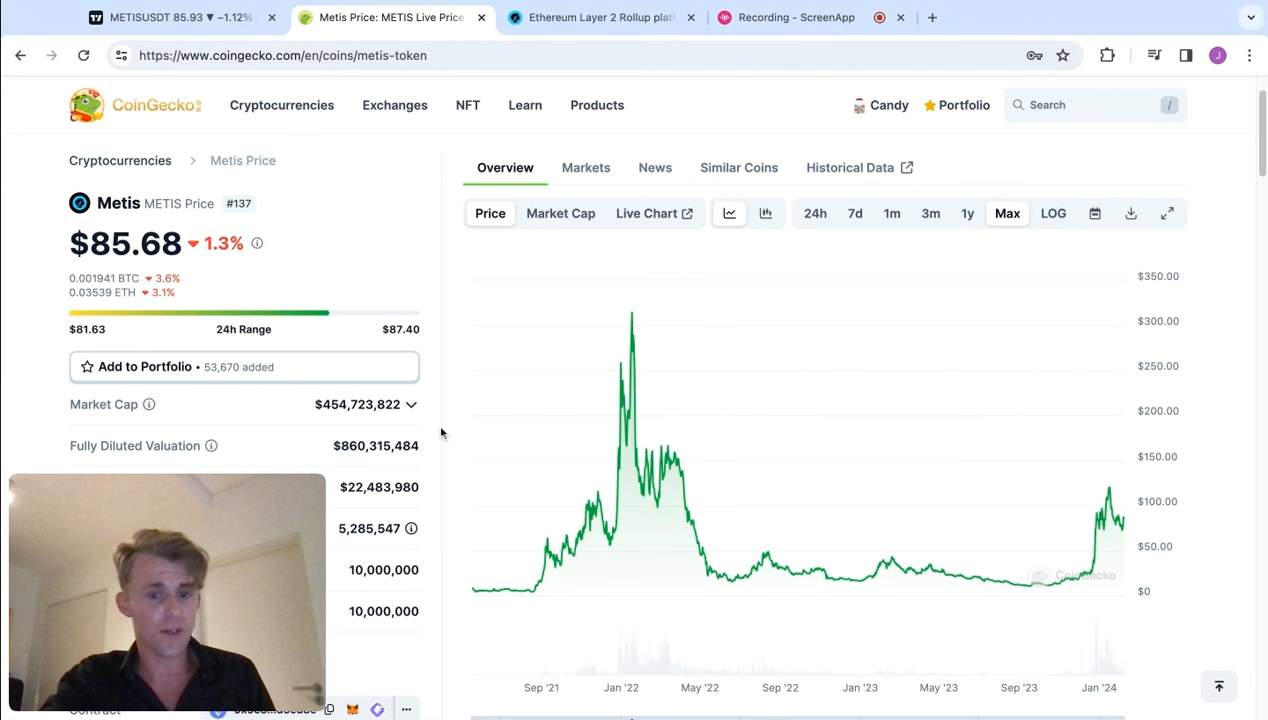 METISUSDT 85.93 ▼ −1.12%
Metis Price: METIS Live Price
Ethereum Layer 2 Rollup plat
Recording - ScreenApp
https://www.coingecko.com/en/coins/metis-token
J
CoinGecko
Cryptocurrencies
Exchanges
NFT
Learn
Products
Candy
Portfolio
Search
/
Cryptocurrencies > Metis Price
Overview
Markets
News
Similar Coins
Historical Data
Metis METIS Price #137
Price
Market Cap
Live Chart
24h
7d
1m
3m
1y
Max
LOG
$85.68 ▼ 1.3%
0.001941 BTC ▼ 3.6%
0.03539 ETH ▼ 3.1%
$81.63
24h Range
$87.40
Add to Portfolio • 53,670 added
Market Cap
$454,723,822
Fully Diluted Valuation
$860,315,484
$22,483,980
5,285,547
10,000,000
10,000,000
$350.00
$300.00
$250.00
$200.00
$150.00
$100.00
$50.00
$0
CoinGecko
Sep '21
Jan '22
May '22
Sep '22
Jan '23
May '23
Sep '23
Jan '24